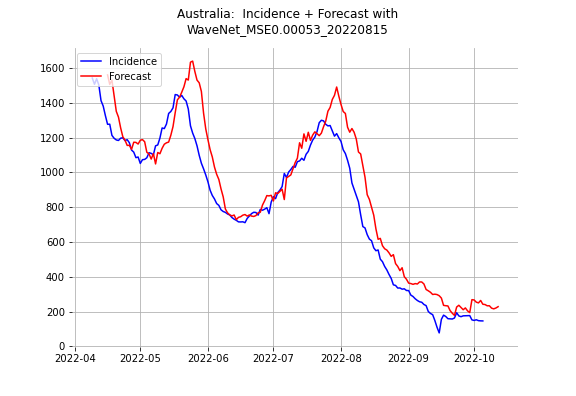 Australia:  Incidence + Forecast with
WaveNet_MSE0.00053_20220815
Incidence
Forecast
1600
1400
1200
1000
800
600
400
200
0
2022-04 2022-05 2022-06 2022-07 2022-08 2022-09 2022-10